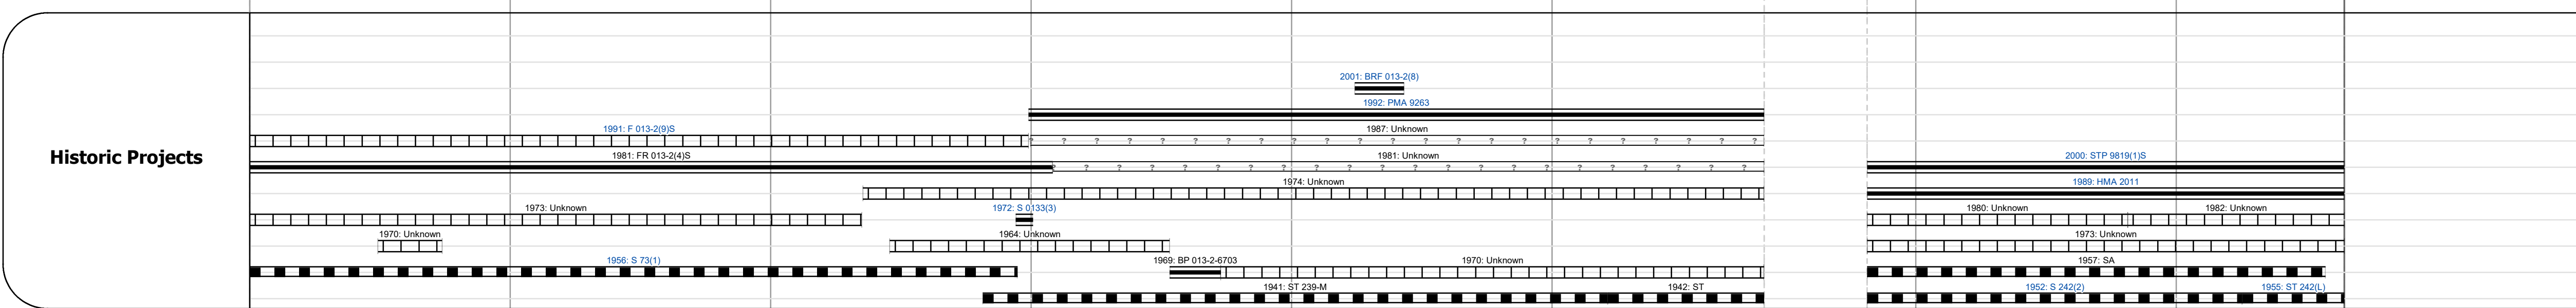 2001: BRF 013-2(8)
1992: PMA 9263
1991: F 013-2(9)S
1987: Unknown
Historic Projects
1981: FR 013-2(4)S
1981: Unknown
2000: STP 9819(1)S
1974: Unknown
1989: HMA 2011
1973: Unknown
1972: S 0133(3)
1980: Unknown
1982: Unknown
1970: Unknown
1964: Unknown
1973: Unknown
1956: S 73(1)
1969: BP 013-2-6703
1970: Unknown
1957: SA
1941: ST 239-M
1942: ST
1952: S 242(2)
1955: ST 242(L)